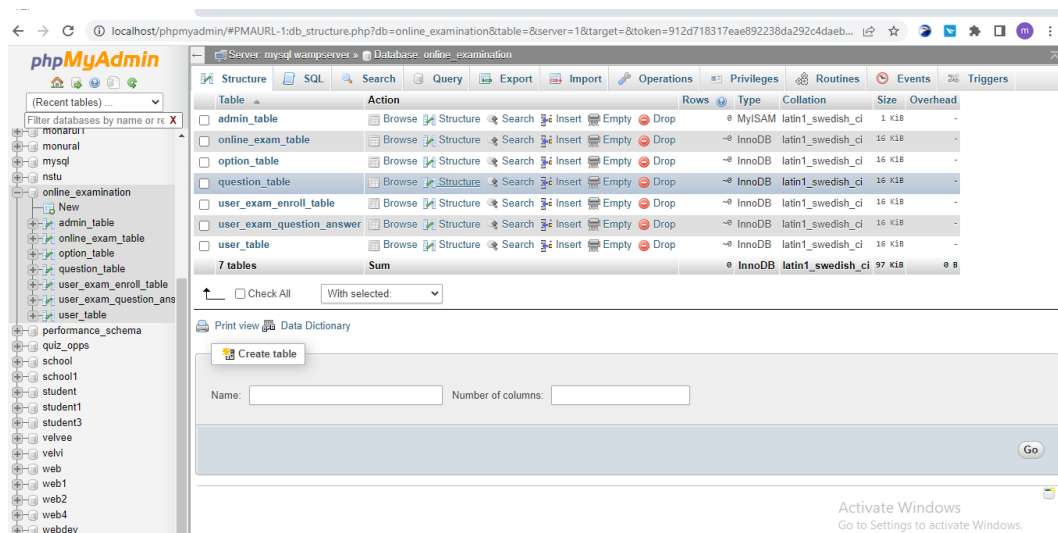 localhost/phpmyadmin/#PMAURL-1:db_structure.php?db=online_examination&table=&server=1&target=&token=912d718317eae892238da292c4daeb...
m
phpMyAdmin
(Recent tables) ...
Filter databases by name or re X
monural
mysql
nstu
online_examination
New
admin_table
online_exam_table
option_table
question_table
user_exam_enroll_table
user_exam_question_ans
user_table
performance_schema
quiz_opps
school
school1
student
student1
student3
velvee
velvi
web
web1
web2
web4
webdev
Server: mysql wampserver » Database: online_examination
Structure SQL Search Query Export Import Operations Privileges Routines Events Triggers
Table Action Rows Type Collation Size Overhead
admin_table Browse Structure Search Insert Empty Drop 0 MyISAM latin1_swedish_ci 1 KiB -
online_exam_table Browse Structure Search Insert Empty Drop ~0 InnoDB latin1_swedish_ci 16 KiB -
option_table Browse Structure Search Insert Empty Drop ~0 InnoDB latin1_swedish_ci 16 KiB -
question_table Browse Structure Search Insert Empty Drop ~0 InnoDB latin1_swedish_ci 16 KiB -
user_exam_enroll_table Browse Structure Search Insert Empty Drop ~0 InnoDB latin1_swedish_ci 16 KiB -
user_exam_question_answer Browse Structure Search Insert Empty Drop ~0 InnoDB latin1_swedish_ci 16 KiB -
user_table Browse Structure Search Insert Empty Drop ~0 InnoDB latin1_swedish_ci 16 KiB -
7 tables Sum 0 InnoDB latin1_swedish_ci 97 KiB 0 B
Check All With selected:
Print view Data Dictionary
Create table
Name: Number of columns:
Go
Activate Windows
Go to Settings to activate Windows.